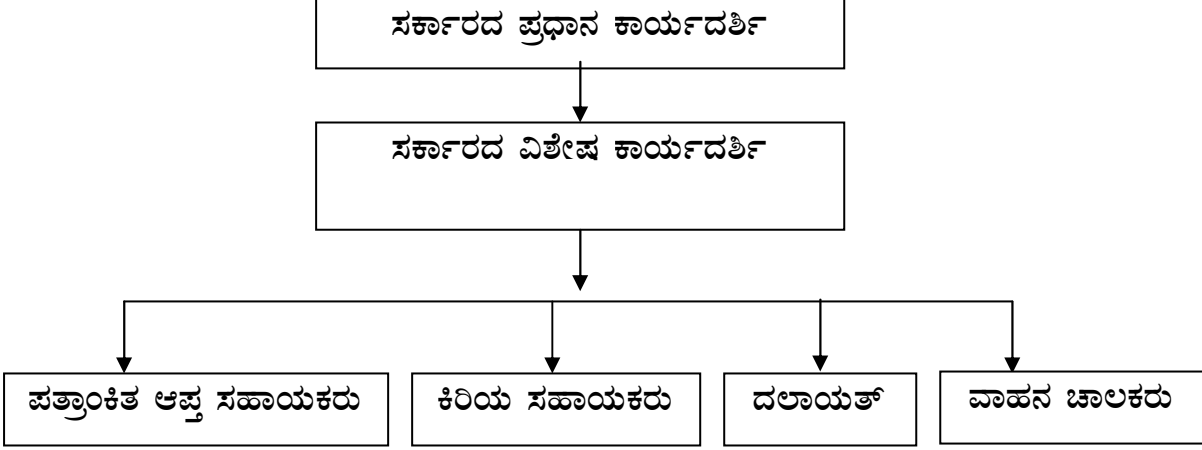 ಸರ್ಕಾರದ ಪ್ರಧಾನ ಕಾರ್ಯದರ್ಶಿ
ಸರ್ಕಾರದ ವಿಶೇಷ ಕಾರ್ಯದರ್ಶಿ
ಪತ್ರಾಂಕಿತ ಆಪ್ತ ಸಹಾಯಕರು
ಕಿರಿಯ ಸಹಾಯಕರು
ದಲಾಯತ್
ವಾಹನ ಚಾಲಕರು